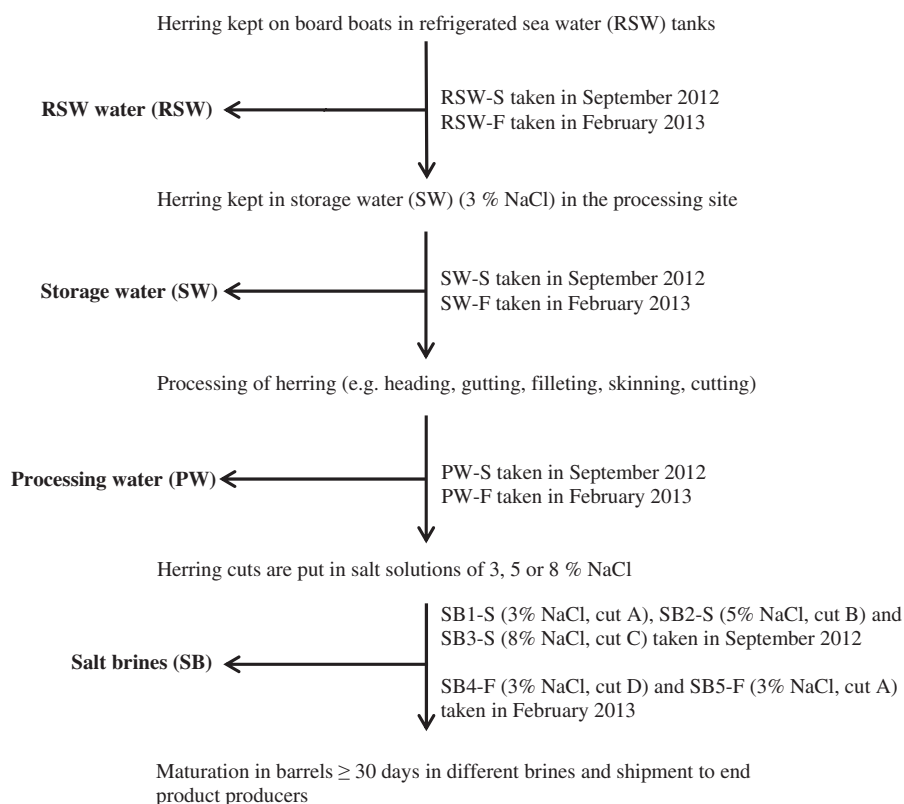 Herring kept on board boats in refrigerated sea water (RSW) tanks
RSW water (RSW)
RSW-S taken in September 2012
RSW-F taken in February 2013
Herring kept in storage water (SW) (3 % NaCl) in the processing site
Storage water (SW)
SW-S taken in September 2012
SW-F taken in February 2013
Processing of herring (e.g. heading, gutting, filleting, skinning, cutting)
Processing water (PW)
PW-S taken in September 2012
PW-F taken in February 2013
Herring cuts are put in salt solutions of 3, 5 or 8 % NaCl
Salt brines (SB)
SB1-S (3% NaCl, cut A), SB2-S (5% NaCl, cut B) and
SB3-S (8% NaCl, cut C) taken in September 2012
SB4-F (3% NaCl, cut D) and SB5-F (3% NaCl, cut A)
taken in February 2013
Maturation in barrels ≥ 30 days in different brines and shipment to end
product producers